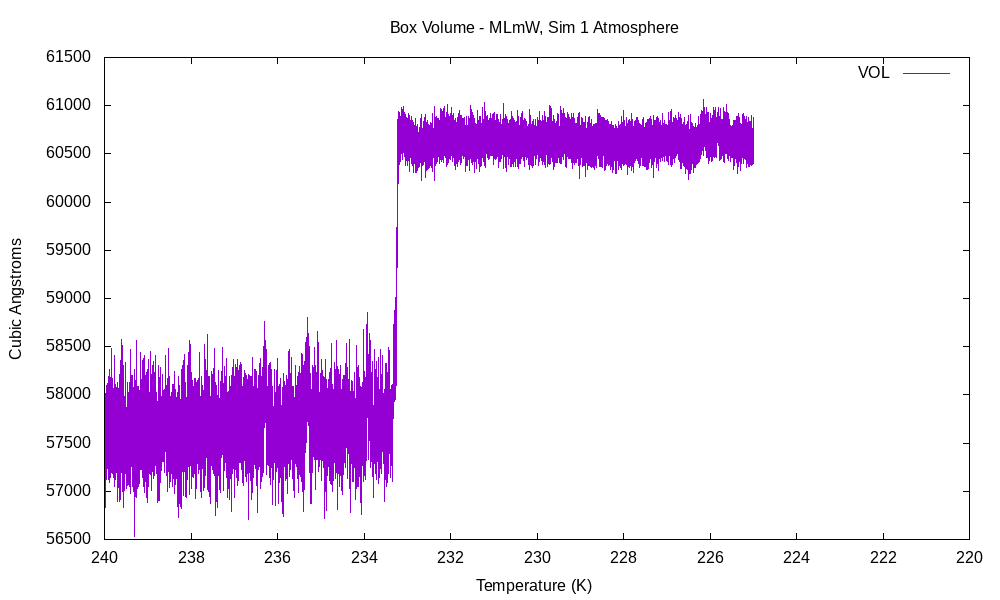 Box Volume - MLmW, Sim 1 Atmosphere
VOL
61500
61000
60500
60000
59500
59000
58500
58000
57500
57000
56500
Cubic Angstroms
240 238 236 234 232 230 228 226 224 222 220
Temperature (K)